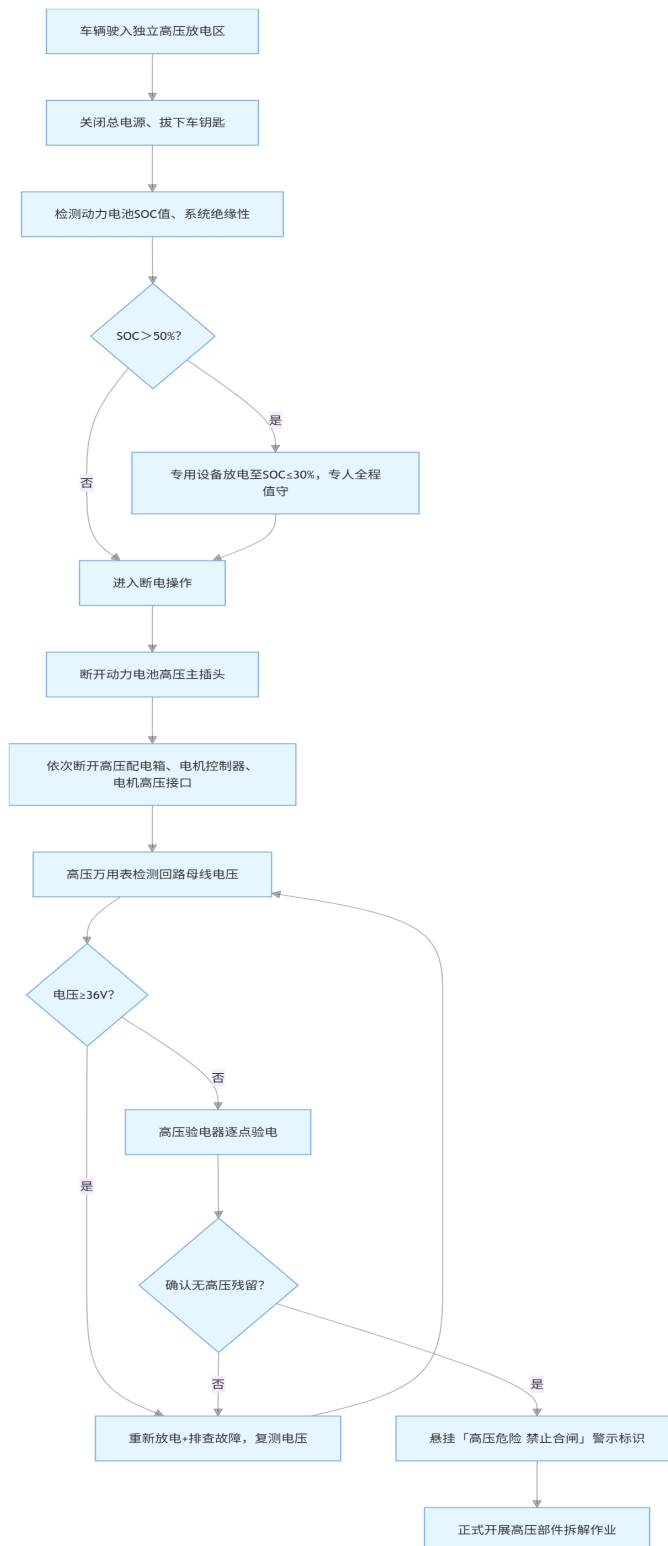 车辆驶入独立高压放电区
关闭总电源、拔下车钥匙
检测动力电池SOC值、系统绝缘性
SOC＞50%？
是
专用设备放电至SOC≤30%，专人全程
值守
否
进入断电操作
断开动力电池高压主插头
依次断开高压配电箱、电机控制器、
电机高压接口
高压万用表检测回路母线电压
电压≥36V？
否
高压验电器逐点验电
是
确认无高压残留？
否
是
重新放电+排查故障，复测电压
悬挂「高压危险 禁止合闸」警示标识
正式开展高压部件拆解作业